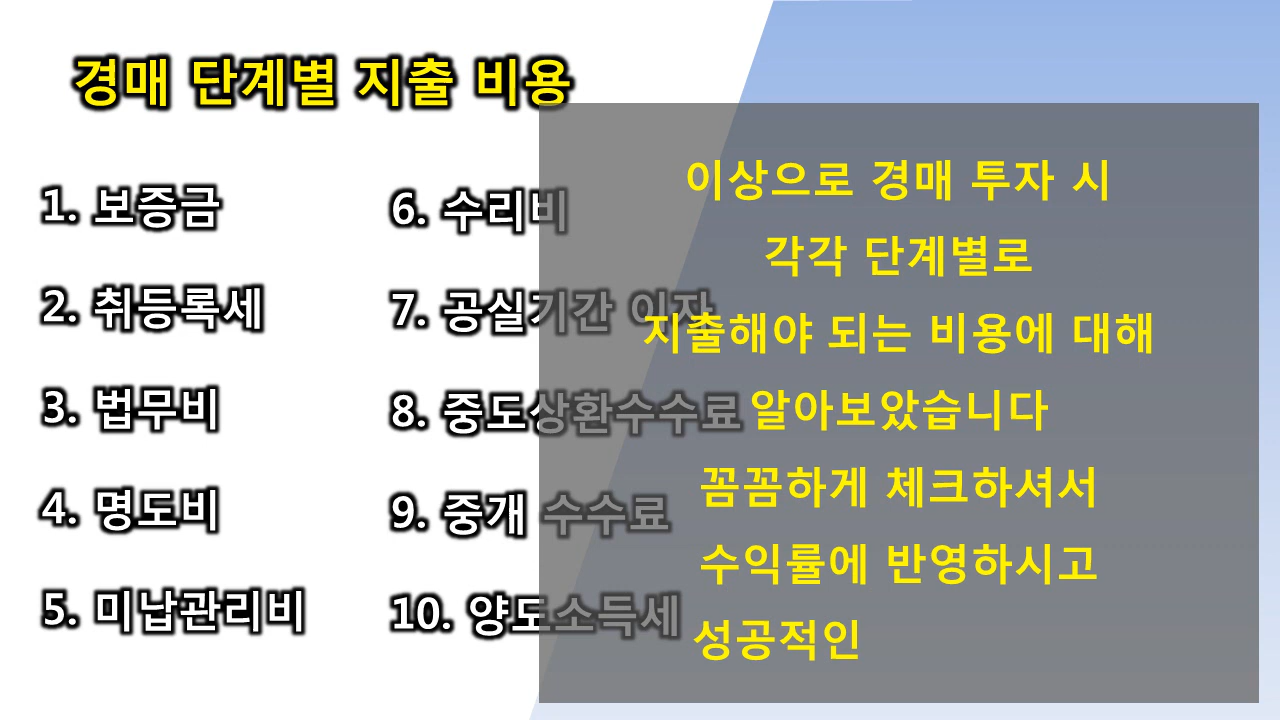 경매 단계별 지출 비용
1. 보증금
2. 취등록세
3. 법무비
4. 명도비
5. 미납관리비
6. 수리비
7. 공실기간 이자
8. 중도상환수수료
9. 중개 수수료
10. 양도소득세
이상으로 경매 투자 시
각각 단계별로
지출해야 되는 비용에 대해
알아보았습니다
꼼꼼하게 체크하셔서
수익률에 반영하시고
성공적인